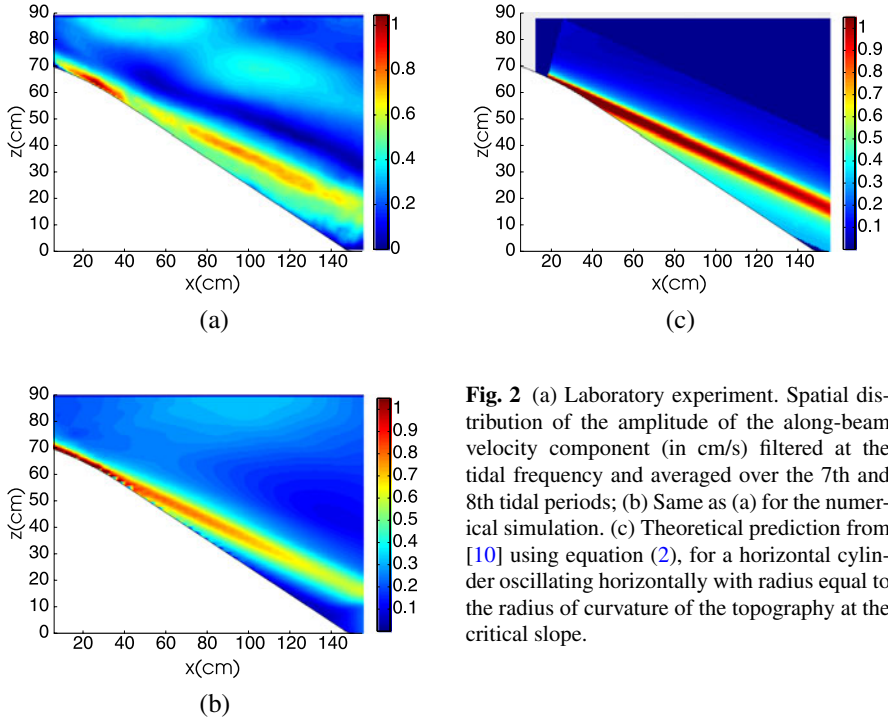 90
80
70
60
50
40
30
20
10
0
z(cm)
20 40 60 80 100 120 140
x(cm)
1
0.8
0.6
0.4
0.2
0
(a)
90
80
70
60
50
40
30
20
10
0
z(cm)
20 40 60 80 100 120 140
x(cm)
1
0.9
0.8
0.7
0.6
0.5
0.4
0.3
0.2
0.1
(c)
90
80
70
60
50
40
30
20
10
0
z(cm)
20 40 60 80 100 120 140
x(cm)
1
0.9
0.8
0.7
0.6
0.5
0.4
0.3
0.2
0.1
(b)
Fig. 2 (a) Laboratory experiment. Spatial dis-
tribution of the amplitude of the along-beam
velocity component (in cm/s) filtered at the
tidal frequency and averaged over the 7th and
8th tidal periods; (b) Same as (a) for the numer-
ical simulation. (c) Theoretical prediction from
[10] using equation (2), for a horizontal cylin-
der oscillating horizontally with radius equal to
the radius of curvature of the topography at the
critical slope.